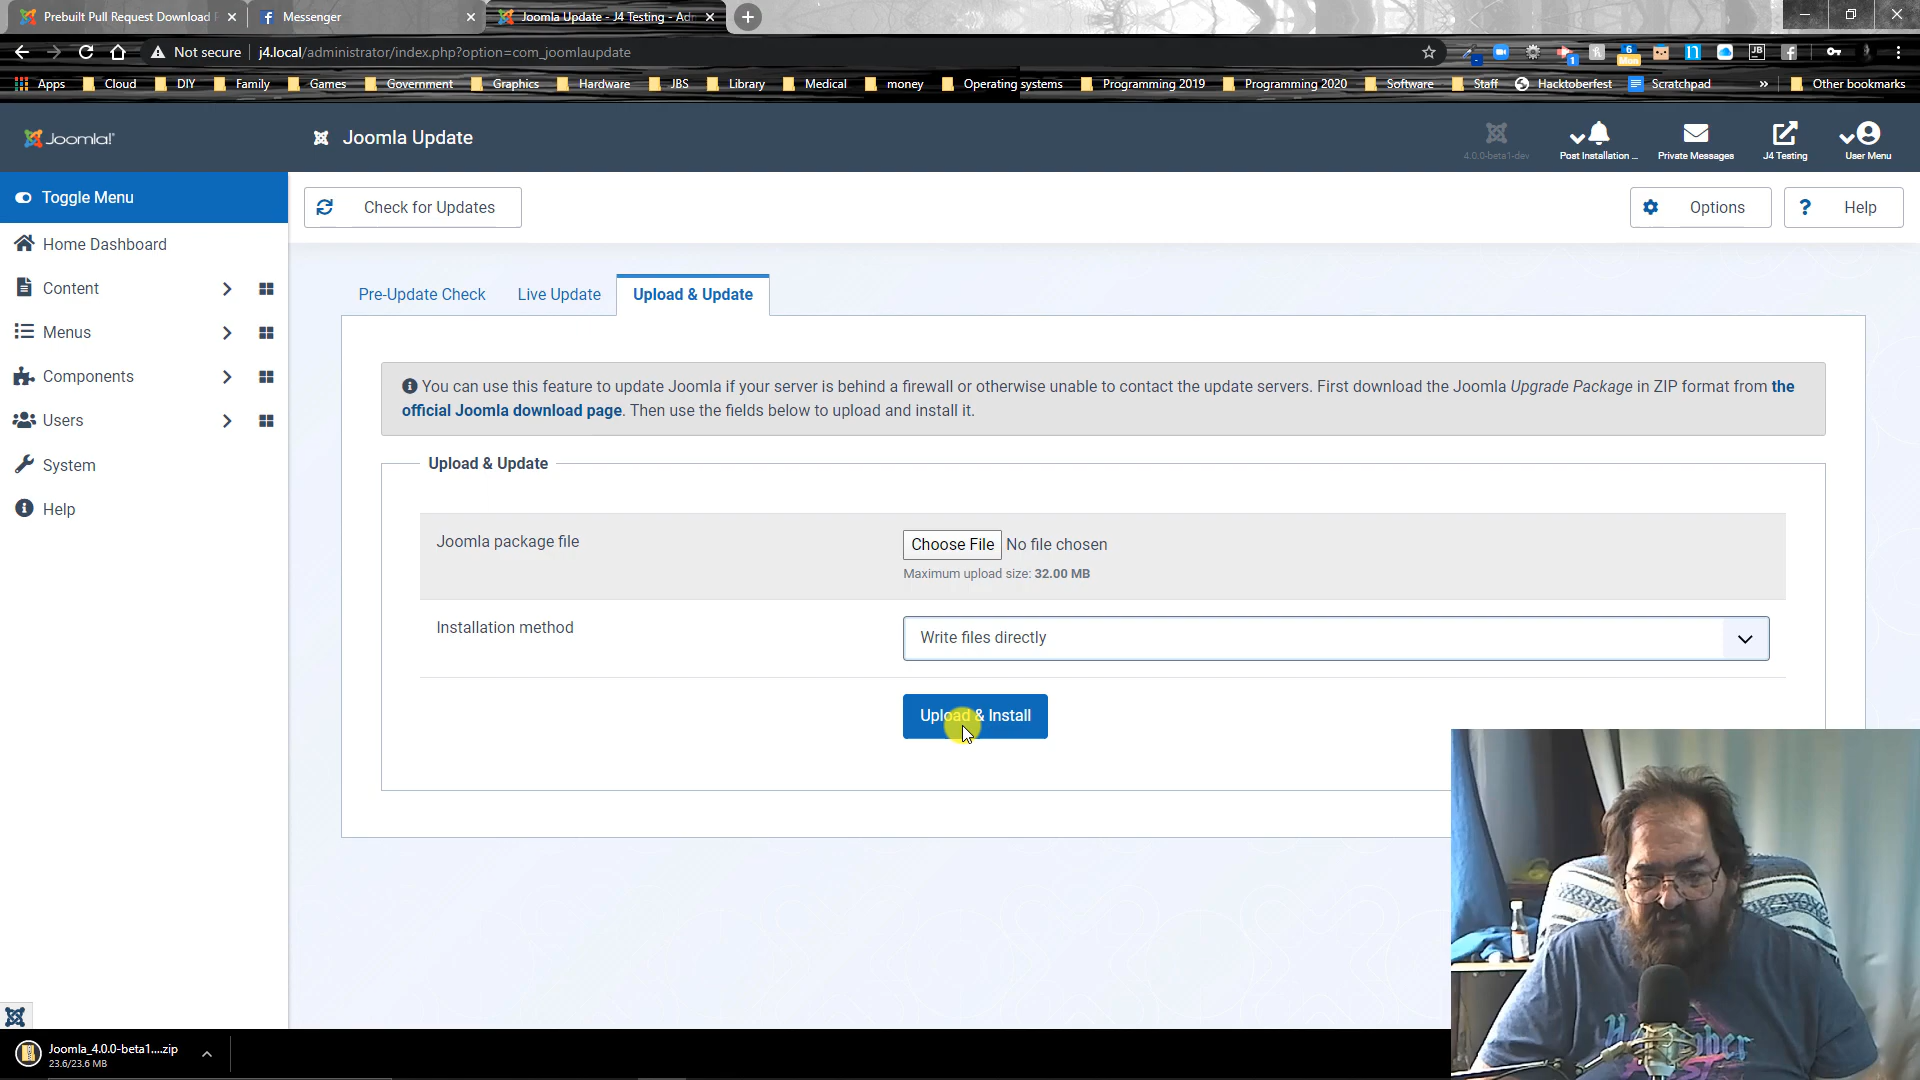 Prebuilt Pull Request Download
Messenger
Joomla Update - J4 Testing - Adm
Not secure
j4.local/administrator/index.php?option=com_joomlaupdate
6
Mon
1
JB
Apps
Cloud
DIY
Family
Games
Government
Graphics
Hardware
JBS
Library
Medical
money
Operating systems
Programming 2019
Programming 2020
Software
Staff
Hacktoberfest
Scratchpad
»
Other bookmarks
Joomla!
Joomla Update
4.0.0-beta1-dev
Post Installation ...
Private Messages
J4 Testing
User Menu
Toggle Menu
Check for Updates
Options
? Help
Home Dashboard
Content
Menus
Components
Users
System
Help
Pre-Update Check
Live Update
Upload & Update
You can use this feature to update Joomla if your server is behind a firewall or otherwise unable to contact the update servers. First download the Joomla Upgrade Package in ZIP format from the
official Joomla download page. Then use the fields below to upload and install it.
Upload & Update
Joomla package file
Choose File No file chosen
Maximum upload size: 32.00 MB
Installation method
Write files directly
Upload & Install
Joomla_4.0.0-beta1....zip
23.6/23.6 MB